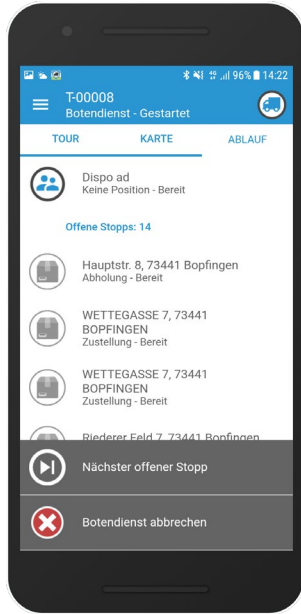 96% 14:22
T-00008
Botendienst - Gestartet
TOUR KARTE ABLAUF
Dispo ad
Keine Position - Bereit
Offene Stopps: 14
Hauptstr. 8, 73441 Bopfingen
Abholung - Bereit
WETTEGASSE 7, 73441
BOPFINGEN
Zustellung - Bereit
WETTEGASSE 7, 73441
BOPFINGEN
Zustellung - Bereit
Riederer Feld 7, 73441 Bopfingen
Nächster offener Stopp
Botendienst abbrechen